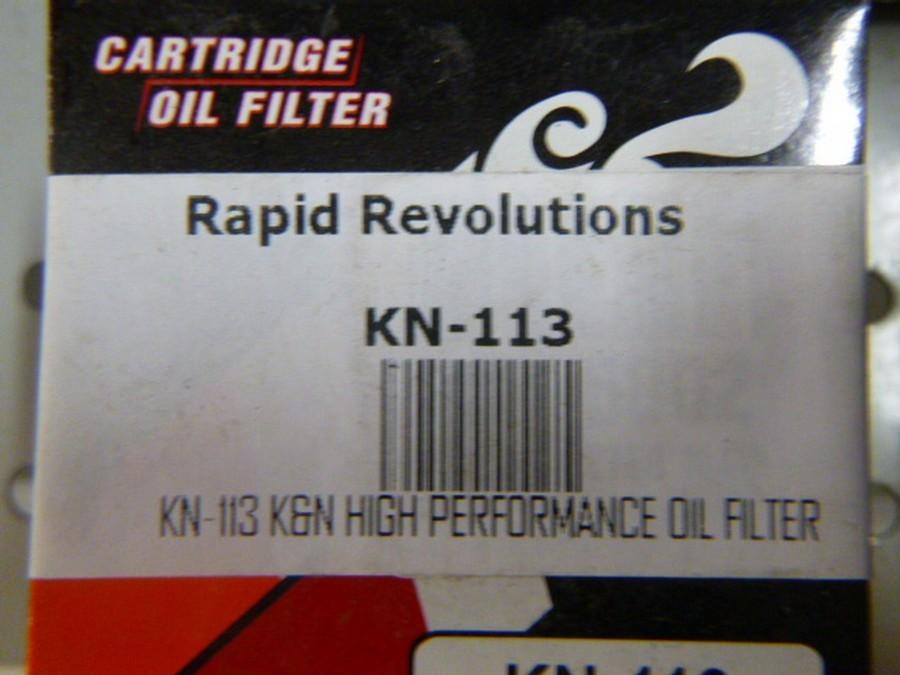 CARTRIDGE
OIL FILTER
Rapid Revolutions
KN-113
KN-113 K&N HIGH PERFORMANCE OIL FILTER